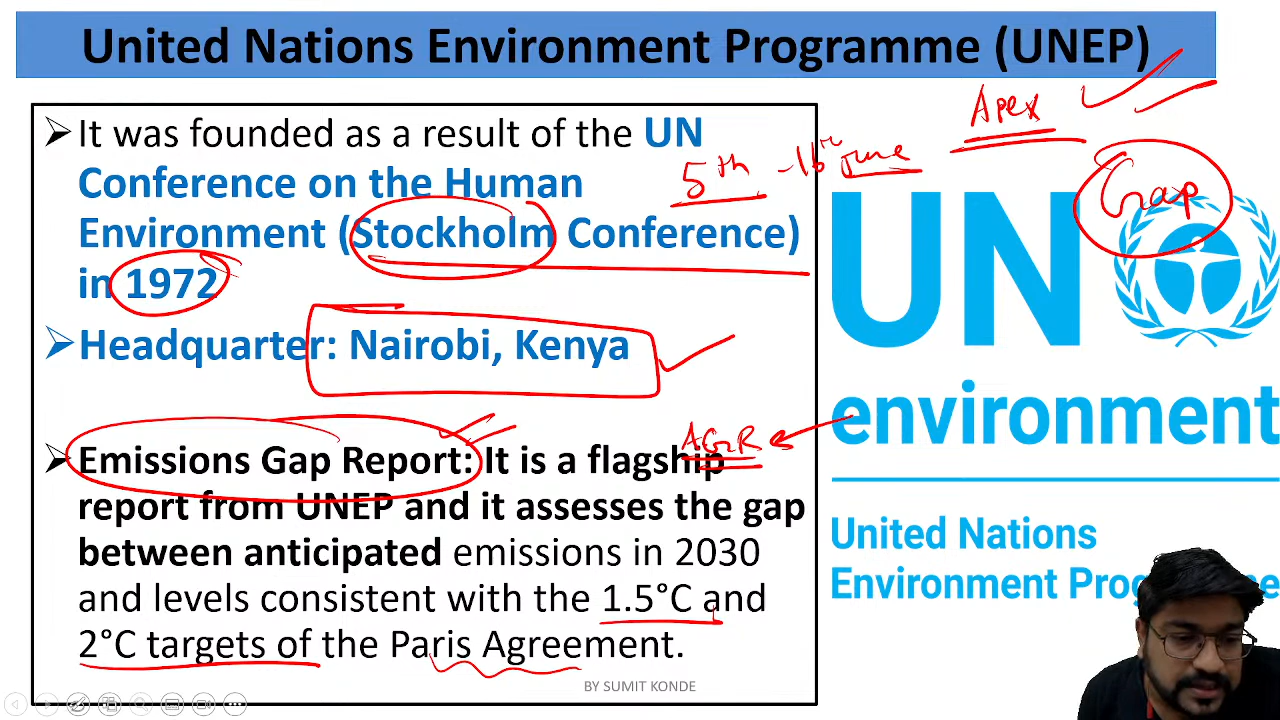 United Nations Environment Programme (UNEP)
Apex
➢It was founded as a result of the UN
Conference on the Human
Environment (Stockholm Conference)
in 1972
5th -16th June
Gap
➢Headquarter: Nairobi, Kenya
AGR
➢Emissions Gap Report: It is a flagship
report from UNEP and it assesses the gap
between anticipated emissions in 2030
and levels consistent with the 1.5°C and
2°C targets of the Paris Agreement.
BY SUMIT KONDE
UN
environment
United Nations
Environment